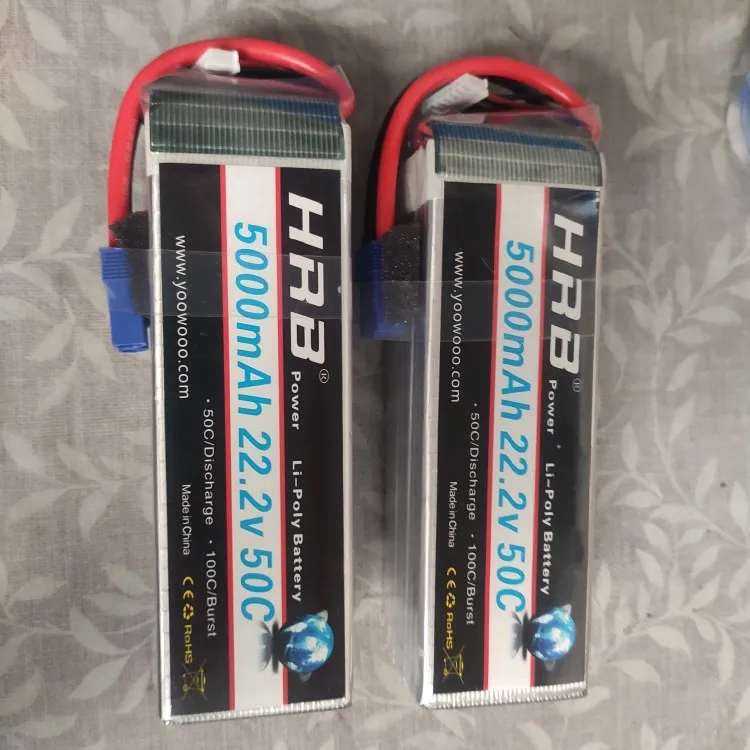 HRB®
Power Li-Poly Battery
5000mAh 22.2v 50C
· 50C/Discharge · 100C/Burst
www.yoowooo.com
Made in China
CE RoHS
HRB®
Power Li-Poly Battery
5000mAh 22.2v 50C
· 50C/Discharge · 100C/Burst
www.yoowooo.com
Made in China
CE RoHS